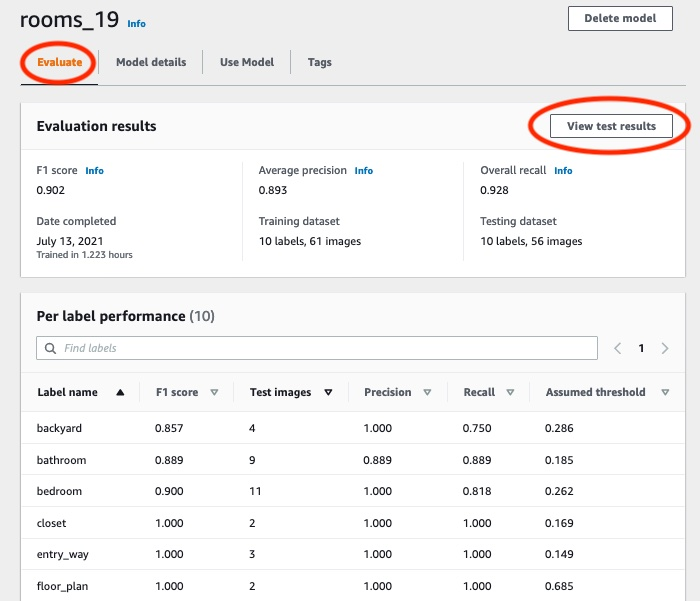 rooms_19 Info
Delete model
Evaluate Model details Use Model Tags
Evaluation results
View test results
F1 score Info Average precision Info Overall recall Info
0.902 0.893 0.928
Date completed Training dataset Testing dataset
July 13, 2021 10 labels, 61 images 10 labels, 56 images
Trained in 1.223 hours
Per label performance (10)
Find labels 1
Label name F1 score Test images Precision Recall Assumed threshold
backyard 0.857 4 1.000 0.750 0.286
bathroom 0.889 9 0.889 0.889 0.185
bedroom 0.900 11 1.000 0.818 0.262
closet 1.000 2 1.000 1.000 0.169
entry_way 1.000 3 1.000 1.000 0.149
floor_plan 1.000 2 1.000 1.000 0.685